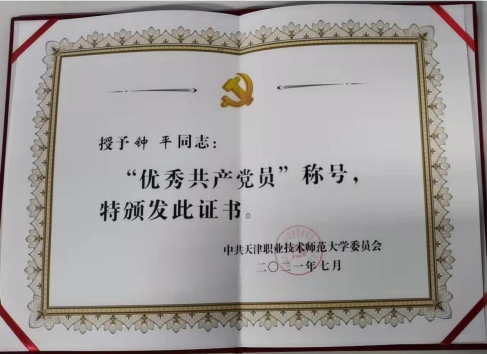 授予钟 平同志：
“优秀共产党员”称号，
特颁发此证书。
中共天津职业技术师范大学委员会
二〇二一年七月